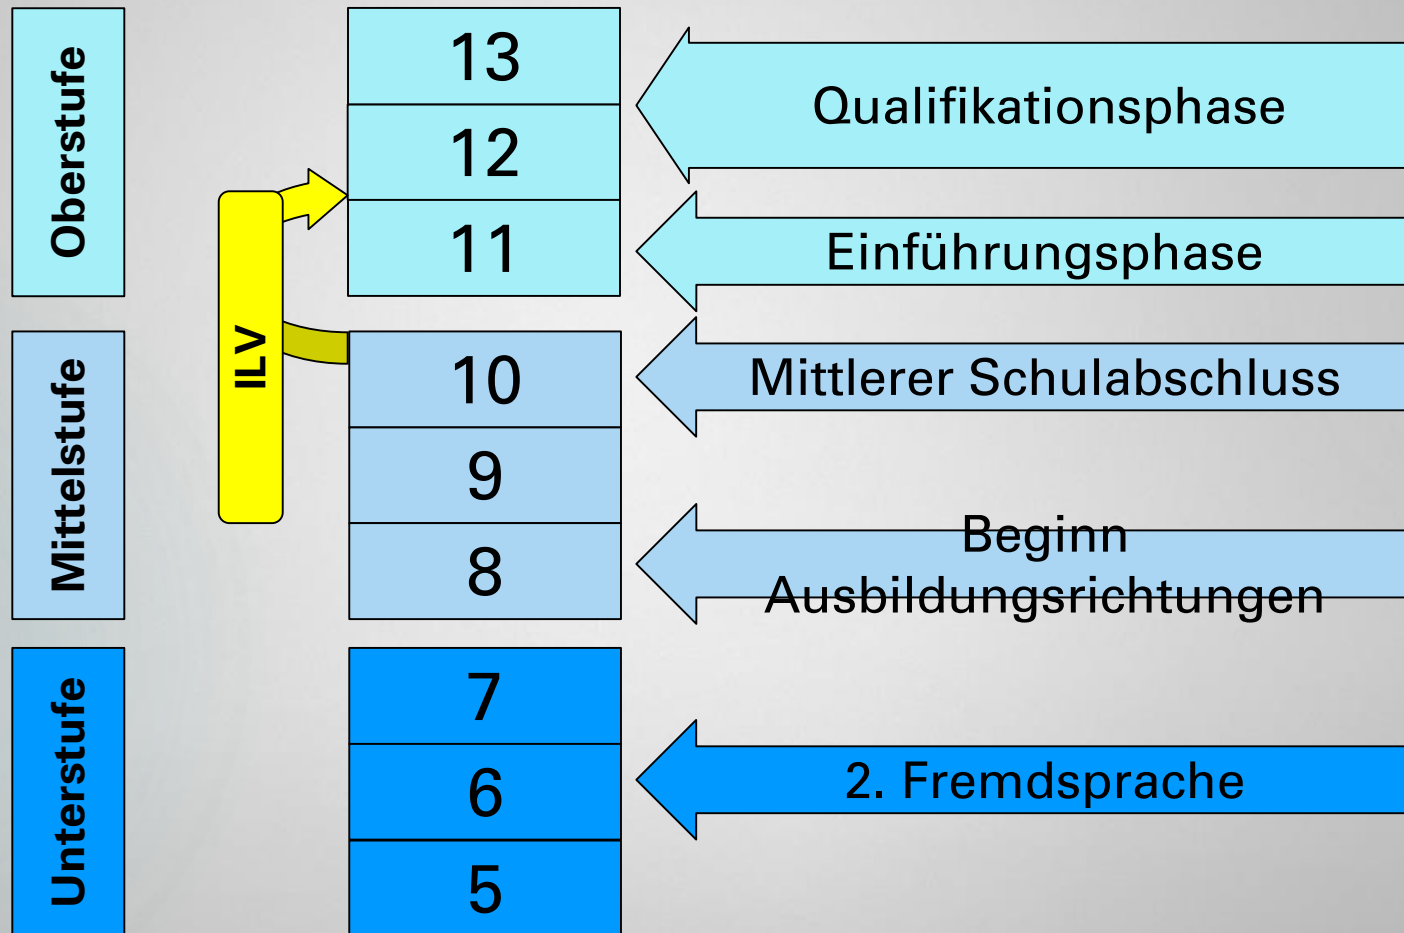 Oberstufe
13
12
11
Qualifikationsphase
Einführungsphase
ILV
Mittelstufe
10
9
8
Mittlerer Schulabschluss
Beginn
Ausbildungsrichtungen
Unterstufe
7
6
5
2. Fremdsprache